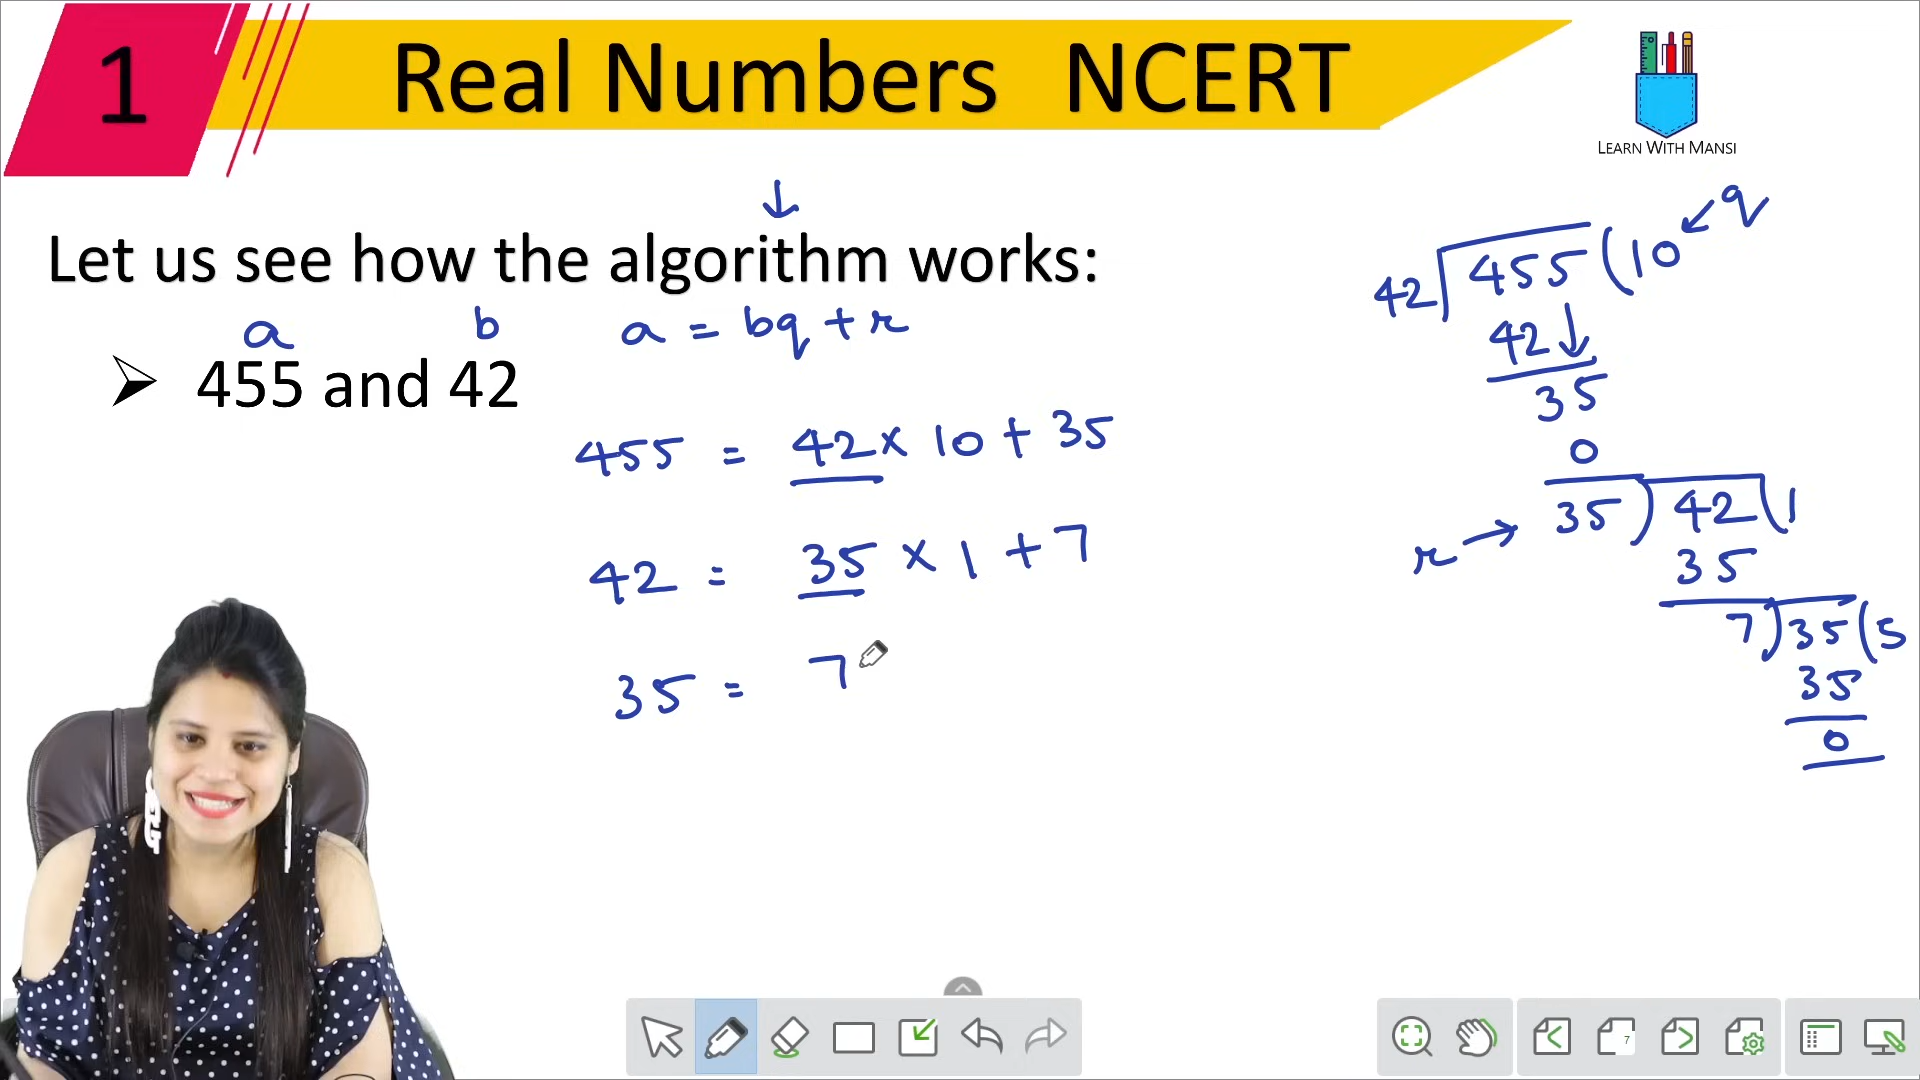 1
Real Numbers NCERT
LEARN WITH MANSI
Let us see how the algorithm works:
a b a = bq + r
455 and 42
455 = 42 × 10 + 35
42 = 35 × 1 + 7
35 = 7
q
42 455 10
42
35
0
r → 35 42 1
35
7 35 5
35
0
7